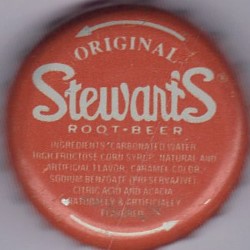 ORIGINAL
Stewart's
ROOT•BEER
INGREDIENTS: CARBONATED WATER,
HIGH FRUCTOSE CORN SYRUP, NATURAL AND
ARTIFICIAL FLAVOR, CARAMEL COLOR,
SODIUM BENZOATE (PRESERVATIVE),
CITRIC ACID AND ACACIA.
NATURALLY & ARTIFICIALLY
FLAVORED